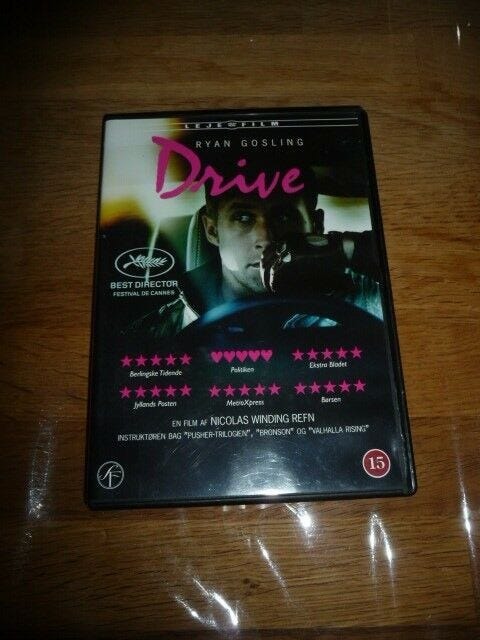 LEJE FILM
RYAN GOSLING
Drive
BEST DIRECTOR
FESTIVAL DE CANNES
Berlingske Tidende
Politiken
Ekstra Bladet
Jyllands Posten
MetroXpress
Børsen
EN FILM AF NICOLAS WINDING REFN
INSTRUKTØREN BAG "PUSHER-TRILOGIEN", "BRONSON" OG "VALHALLA RISING"
SF
15